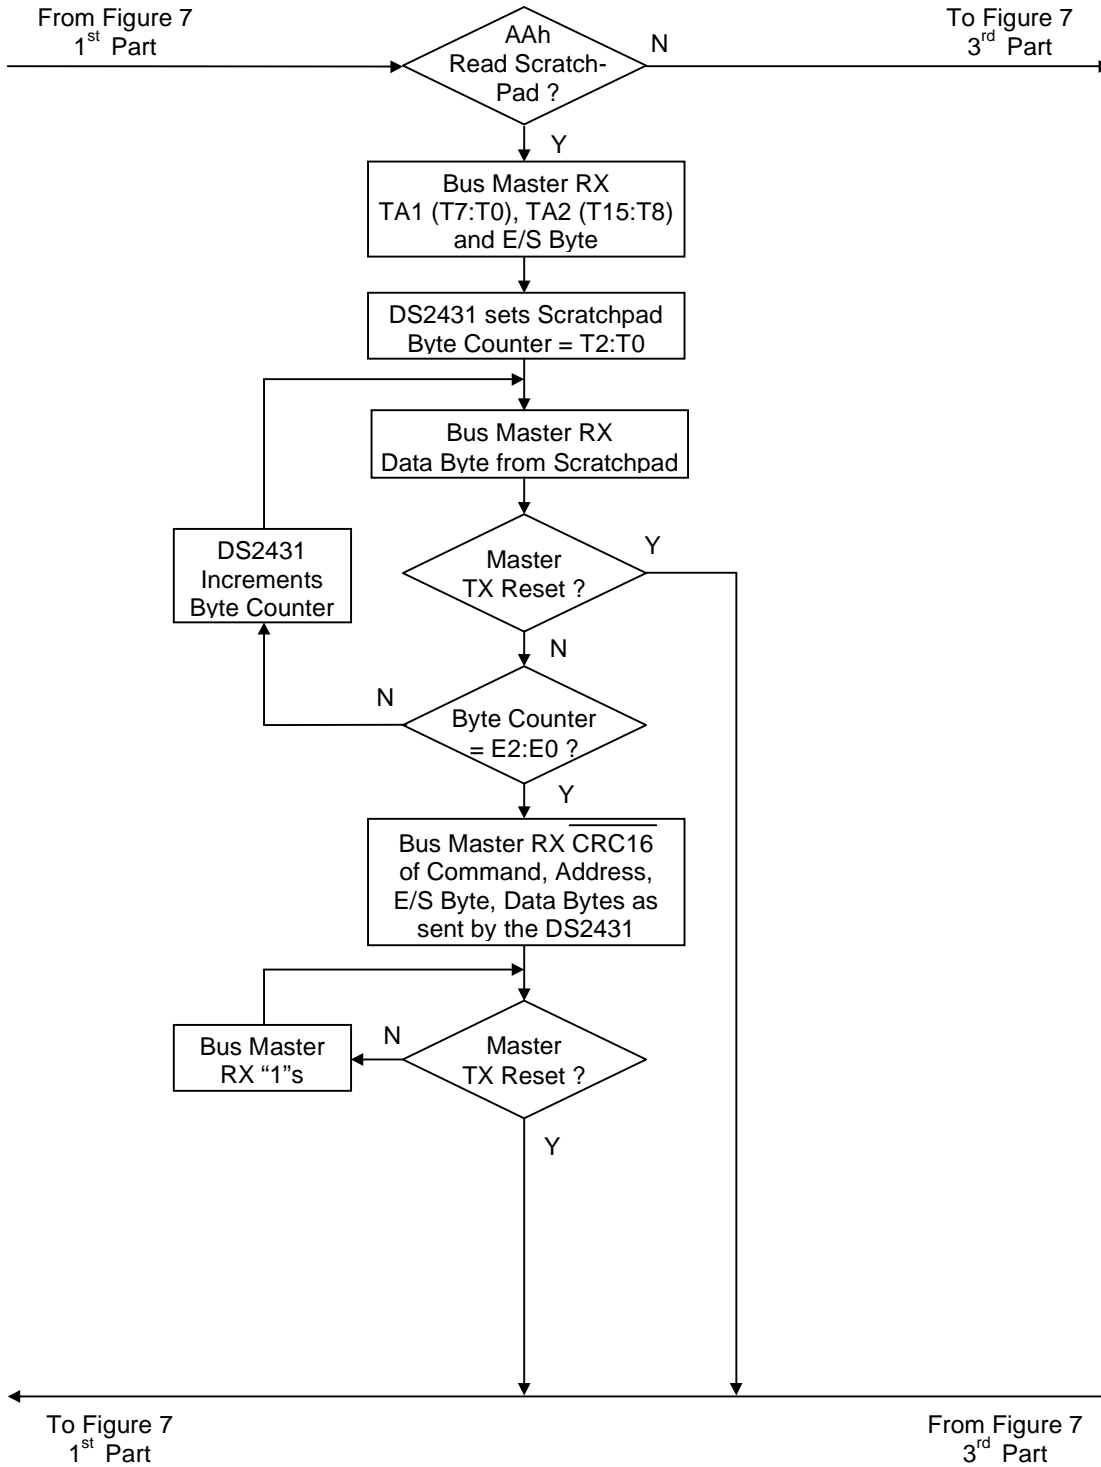 From Figure 7
1st Part
To Figure 7
3rd Part
AAh
Read Scratch-
Pad ?
N
Y
Bus Master RX
TA1 (T7:T0), TA2 (T15:T8)
and E/S Byte
DS2431 sets Scratchpad
Byte Counter = T2:T0
Bus Master RX
Data Byte from Scratchpad
DS2431
Increments
Byte Counter
Master
TX Reset ?
Y
N
N
Byte Counter
= E2:E0 ?
Y
Bus Master RX CRC16
of Command, Address,
E/S Byte, Data Bytes as
sent by the DS2431
Bus Master
RX “1”s
N
Master
TX Reset ?
Y
To Figure 7
1st Part
From Figure 7
3rd Part